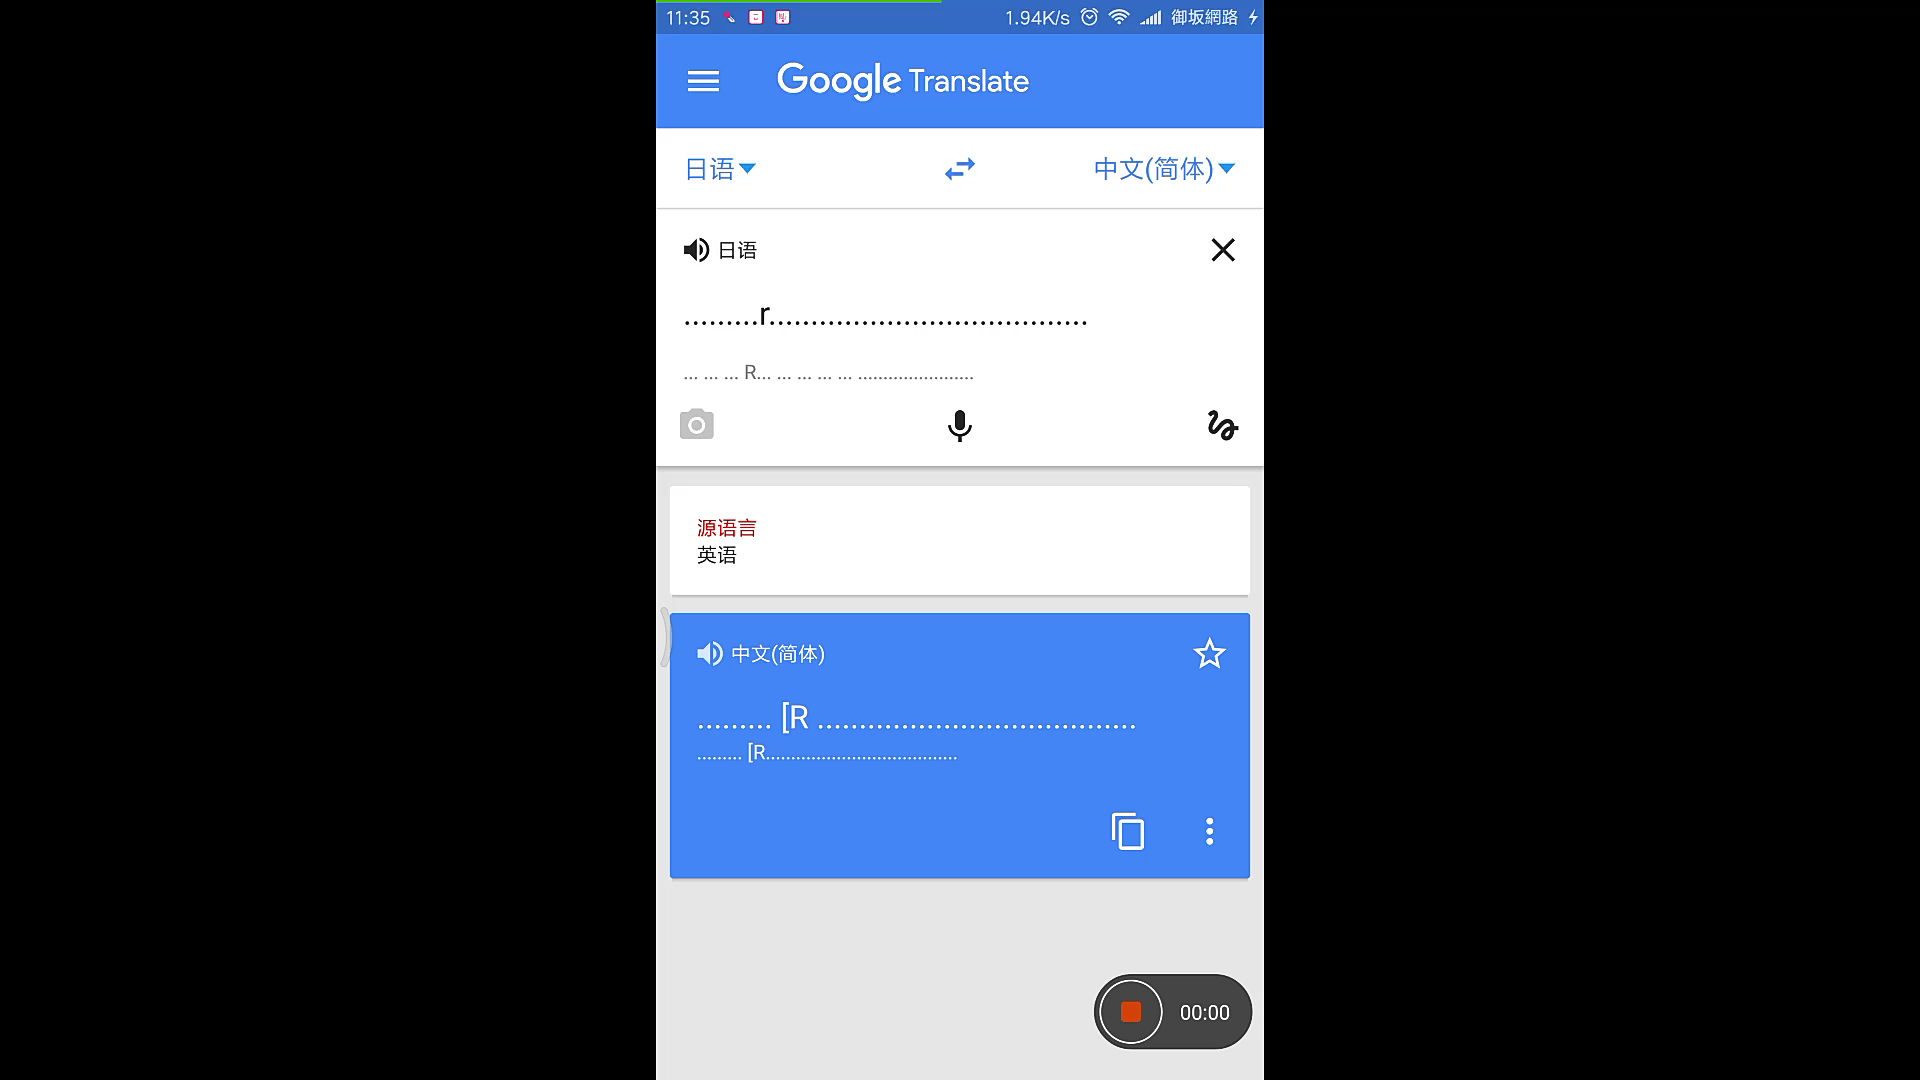 11:35
1.94K/s 御坂網路
Google Translate
日语 中文(简体)
日语
.........r......................................
... ... ... R... ... ... ... ... .......................
源语言
英语
中文(简体)
......... [R ......................................
......... [R......................................
00:00